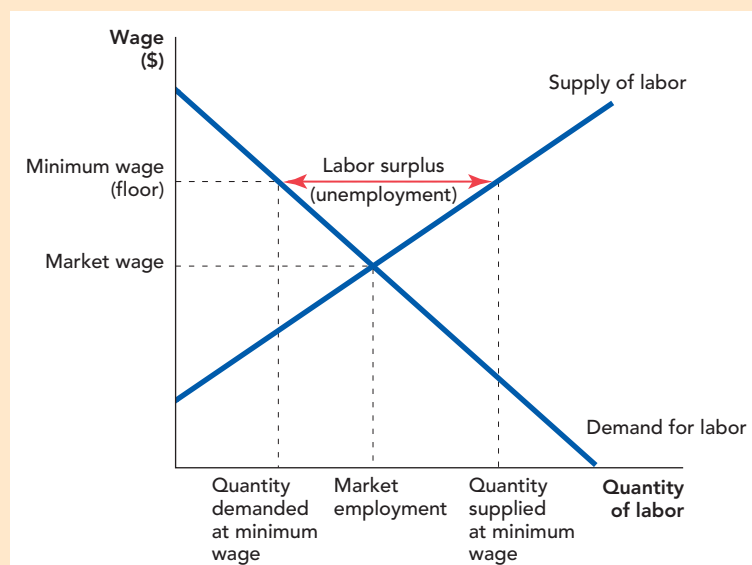 Wage
($)
Supply of labor
Minimum wage
(floor)
Labor surplus
(unemployment)
Market wage
Demand for labor
Quantity
demanded
at minimum
wage
Market
employment
Quantity
supplied
at minimum
wage
Quantity
of labor